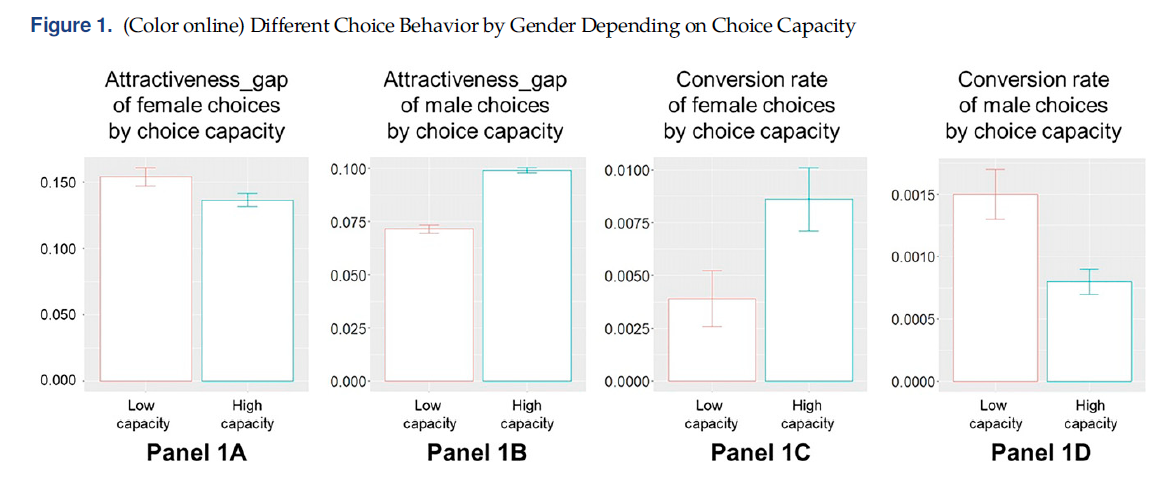 Figure 1. (Color online) Different Choice Behavior by Gender Depending on Choice Capacity
Attractiveness_gap
of female choices
by choice capacity
0.150
0.100
0.050
0.000
Low
capacity
High
capacity
Panel 1A
Attractiveness_gap
of male choices
by choice capacity
0.100
0.075
0.050
0.025
0.000
Low
capacity
High
capacity
Panel 1B
Conversion rate
of female choices
by choice capacity
0.0100
0.0075
0.0050
0.0025
0.0000
Low
capacity
High
capacity
Panel 1C
Conversion rate
of male choices
by choice capacity
0.0015
0.0010
0.0005
0.0000
Low
capacity
High
capacity
Panel 1D